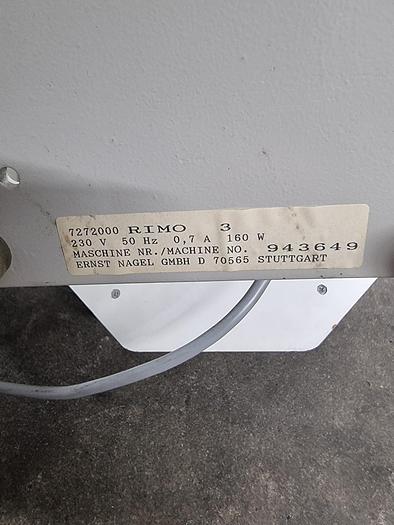 7272000 RIMO 3
230 V 50 Hz 0,7 A 160 W
MASCHINE NR./MACHINE NO. 943649
ERNST NAGEL GMBH D 70565 STUTTGART